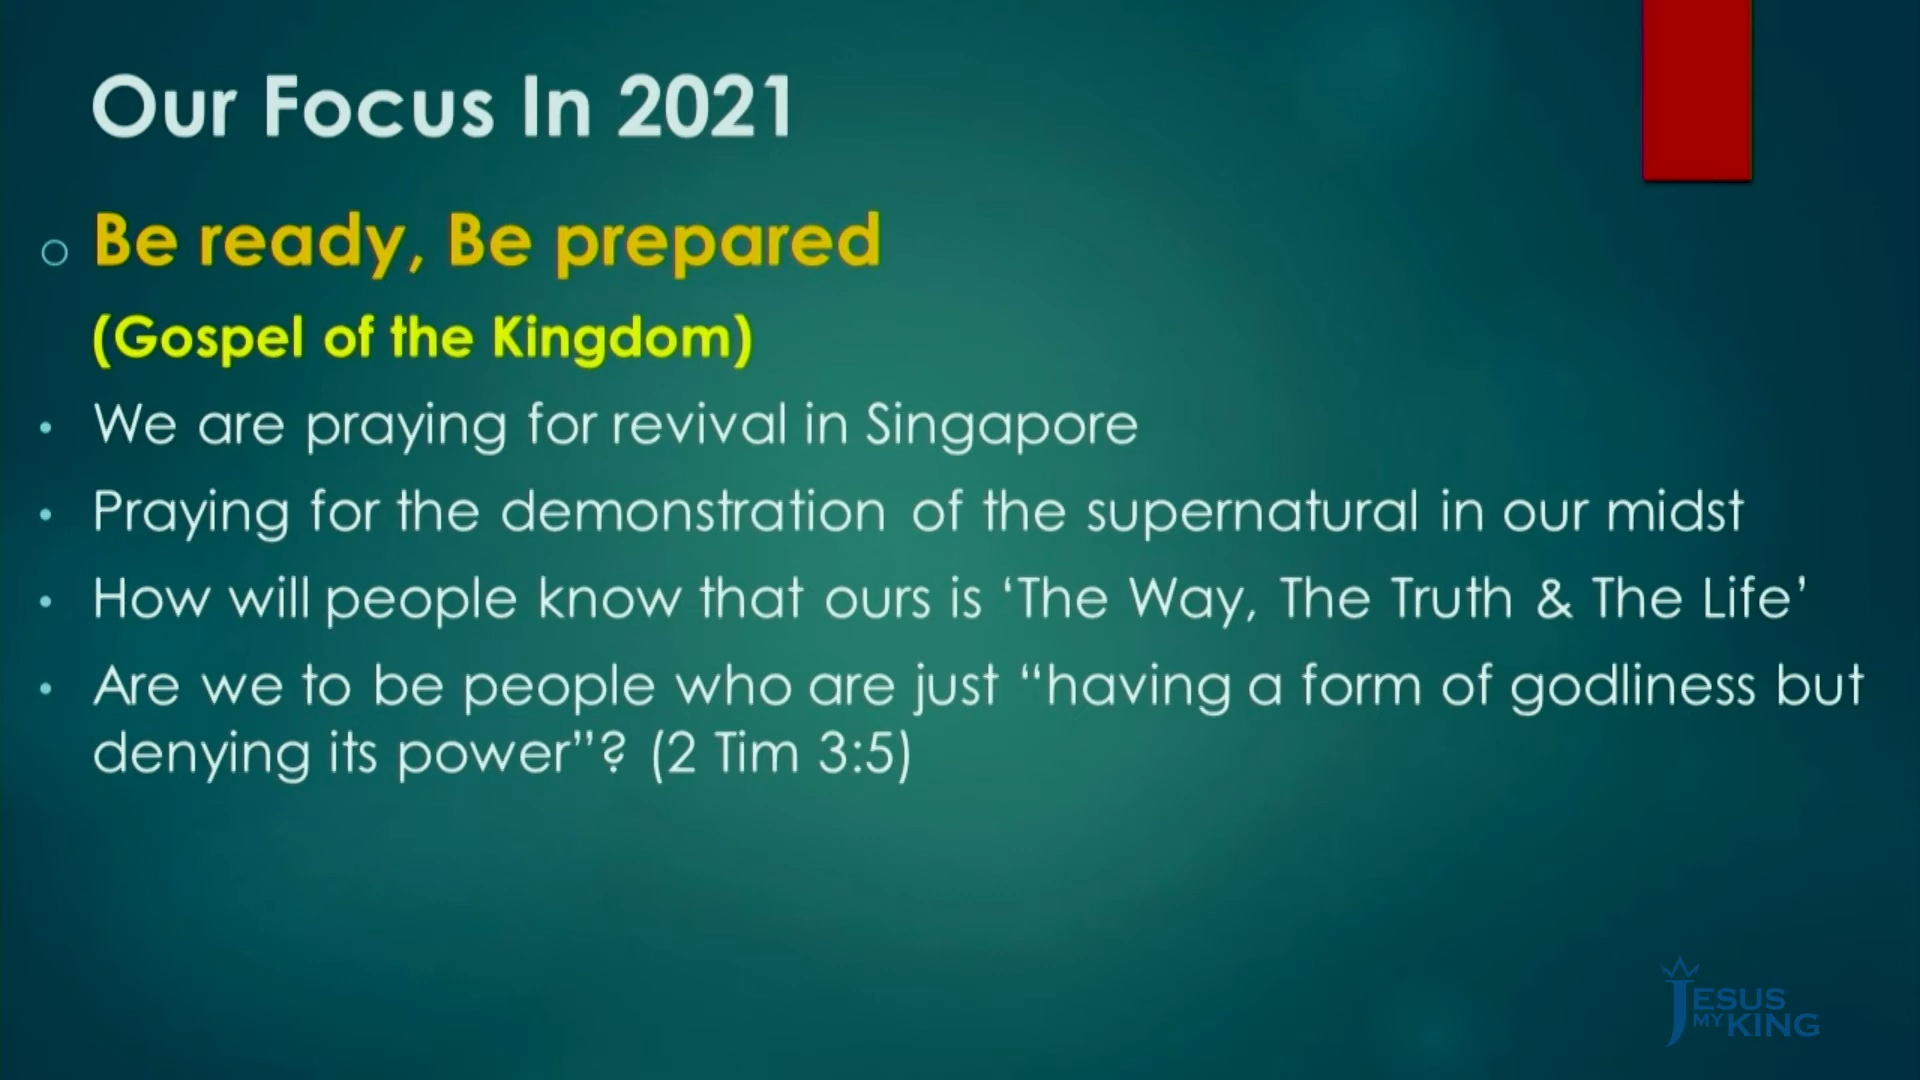 Our Focus In 2021
Be ready, Be prepared
(Gospel of the Kingdom)
We are praying for revival in Singapore
Praying for the demonstration of the supernatural in our midst
How will people know that ours is ‘The Way, The Truth & The Life’
Are we to be people who are just “having a form of godliness but
denying its power”? (2 Tim 3:5)
JESUS
MY KING